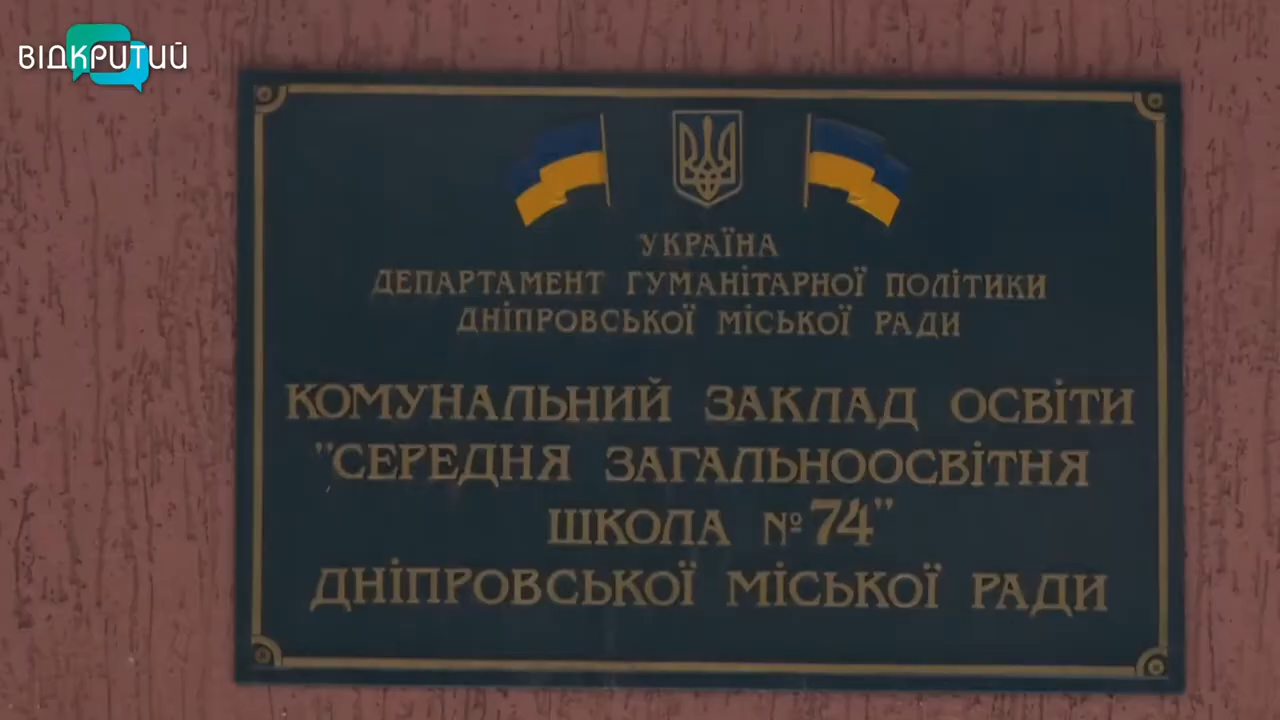 ВІДКРИТИЙ
УКРАЇНА
ДЕПАРТАМЕНТ ГУМАНІТАРНОЇ ПОЛІТИКИ
ДНІПРОВСЬКОЇ МІСЬКОЇ РАДИ
КОМУНАЛЬНИЙ ЗАКЛАД ОСВІТИ
"СЕРЕДНЯ ЗАГАЛЬНООСВІТНЯ
ШКОЛА №74"
ДНІПРОВСЬКОЇ МІСЬКОЇ РАДИ